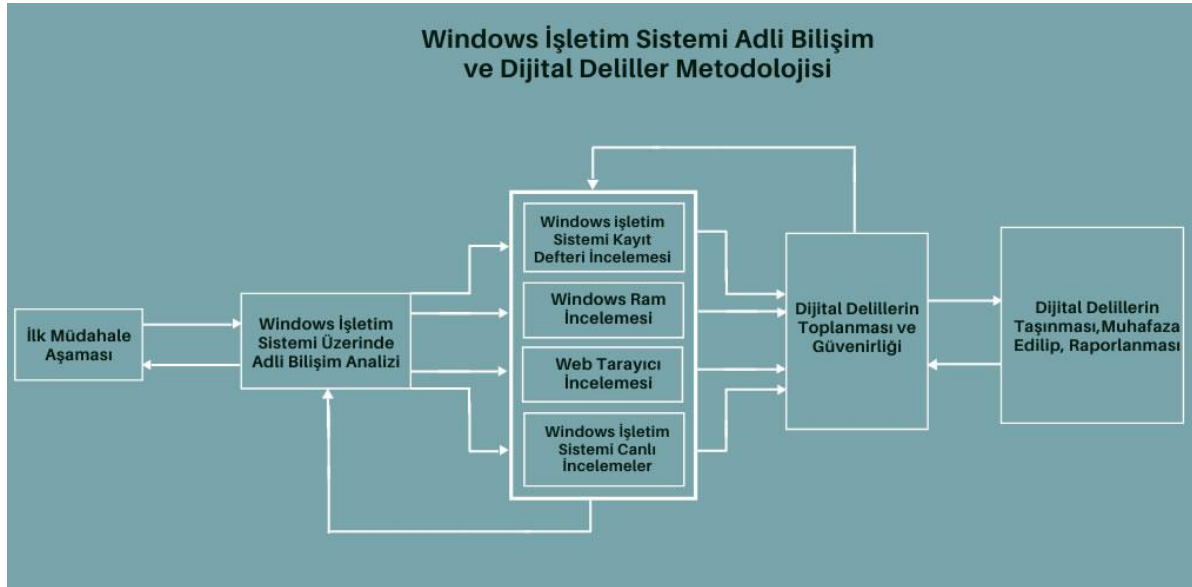 Windows İşletim Sistemi Adli Bilişim
ve Dijital Deliller Metodolojisi
İlk Müdahale
Aşaması
Windows İşletim
Sistemi Üzerinde
Adli Bilişim Analizi
Windows işletim
Sistemi Kayıt
Defteri İncelemesi
Windows Ram
İncelemesi
Web Tarayıcı
İncelemesi
Windows İşletim
Sistemi Canlı
İncelemeler
Dijital Delillerin
Toplanması ve
Güvenirliği
Dijital Delillerin
Taşınması,Muhafaza
Edilip, Raporlanması